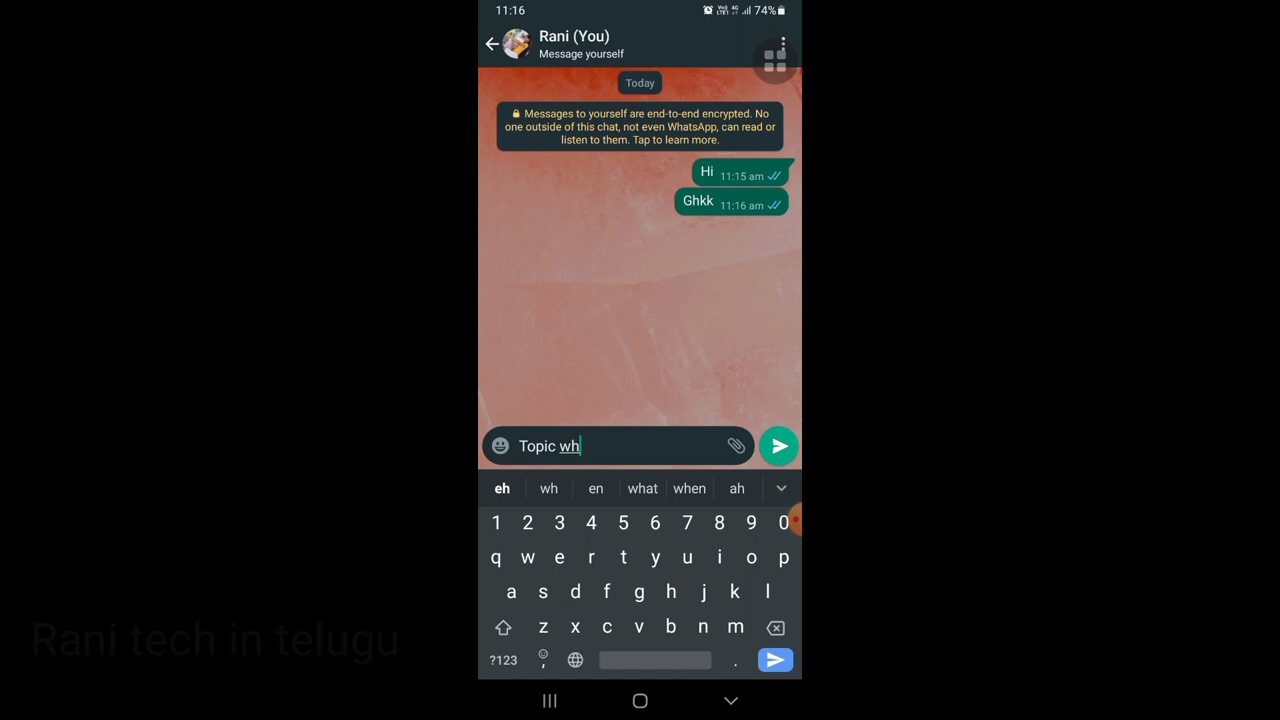 11:16
VoLTE1 4G 74%
Rani (You)
Message yourself
Today
Messages to yourself are end-to-end encrypted. No
one outside of this chat, not even WhatsApp, can read or
listen to them. Tap to learn more.
Hi 11:15 am
Ghkk 11:16 am
Topic wh
eh wh en what when ah
1 2 3 4 5 6 7 8 9 0
q w e r t y u i o p
a s d f g h j k l
z x c v b n m
?123 , .
Rani tech in telugu